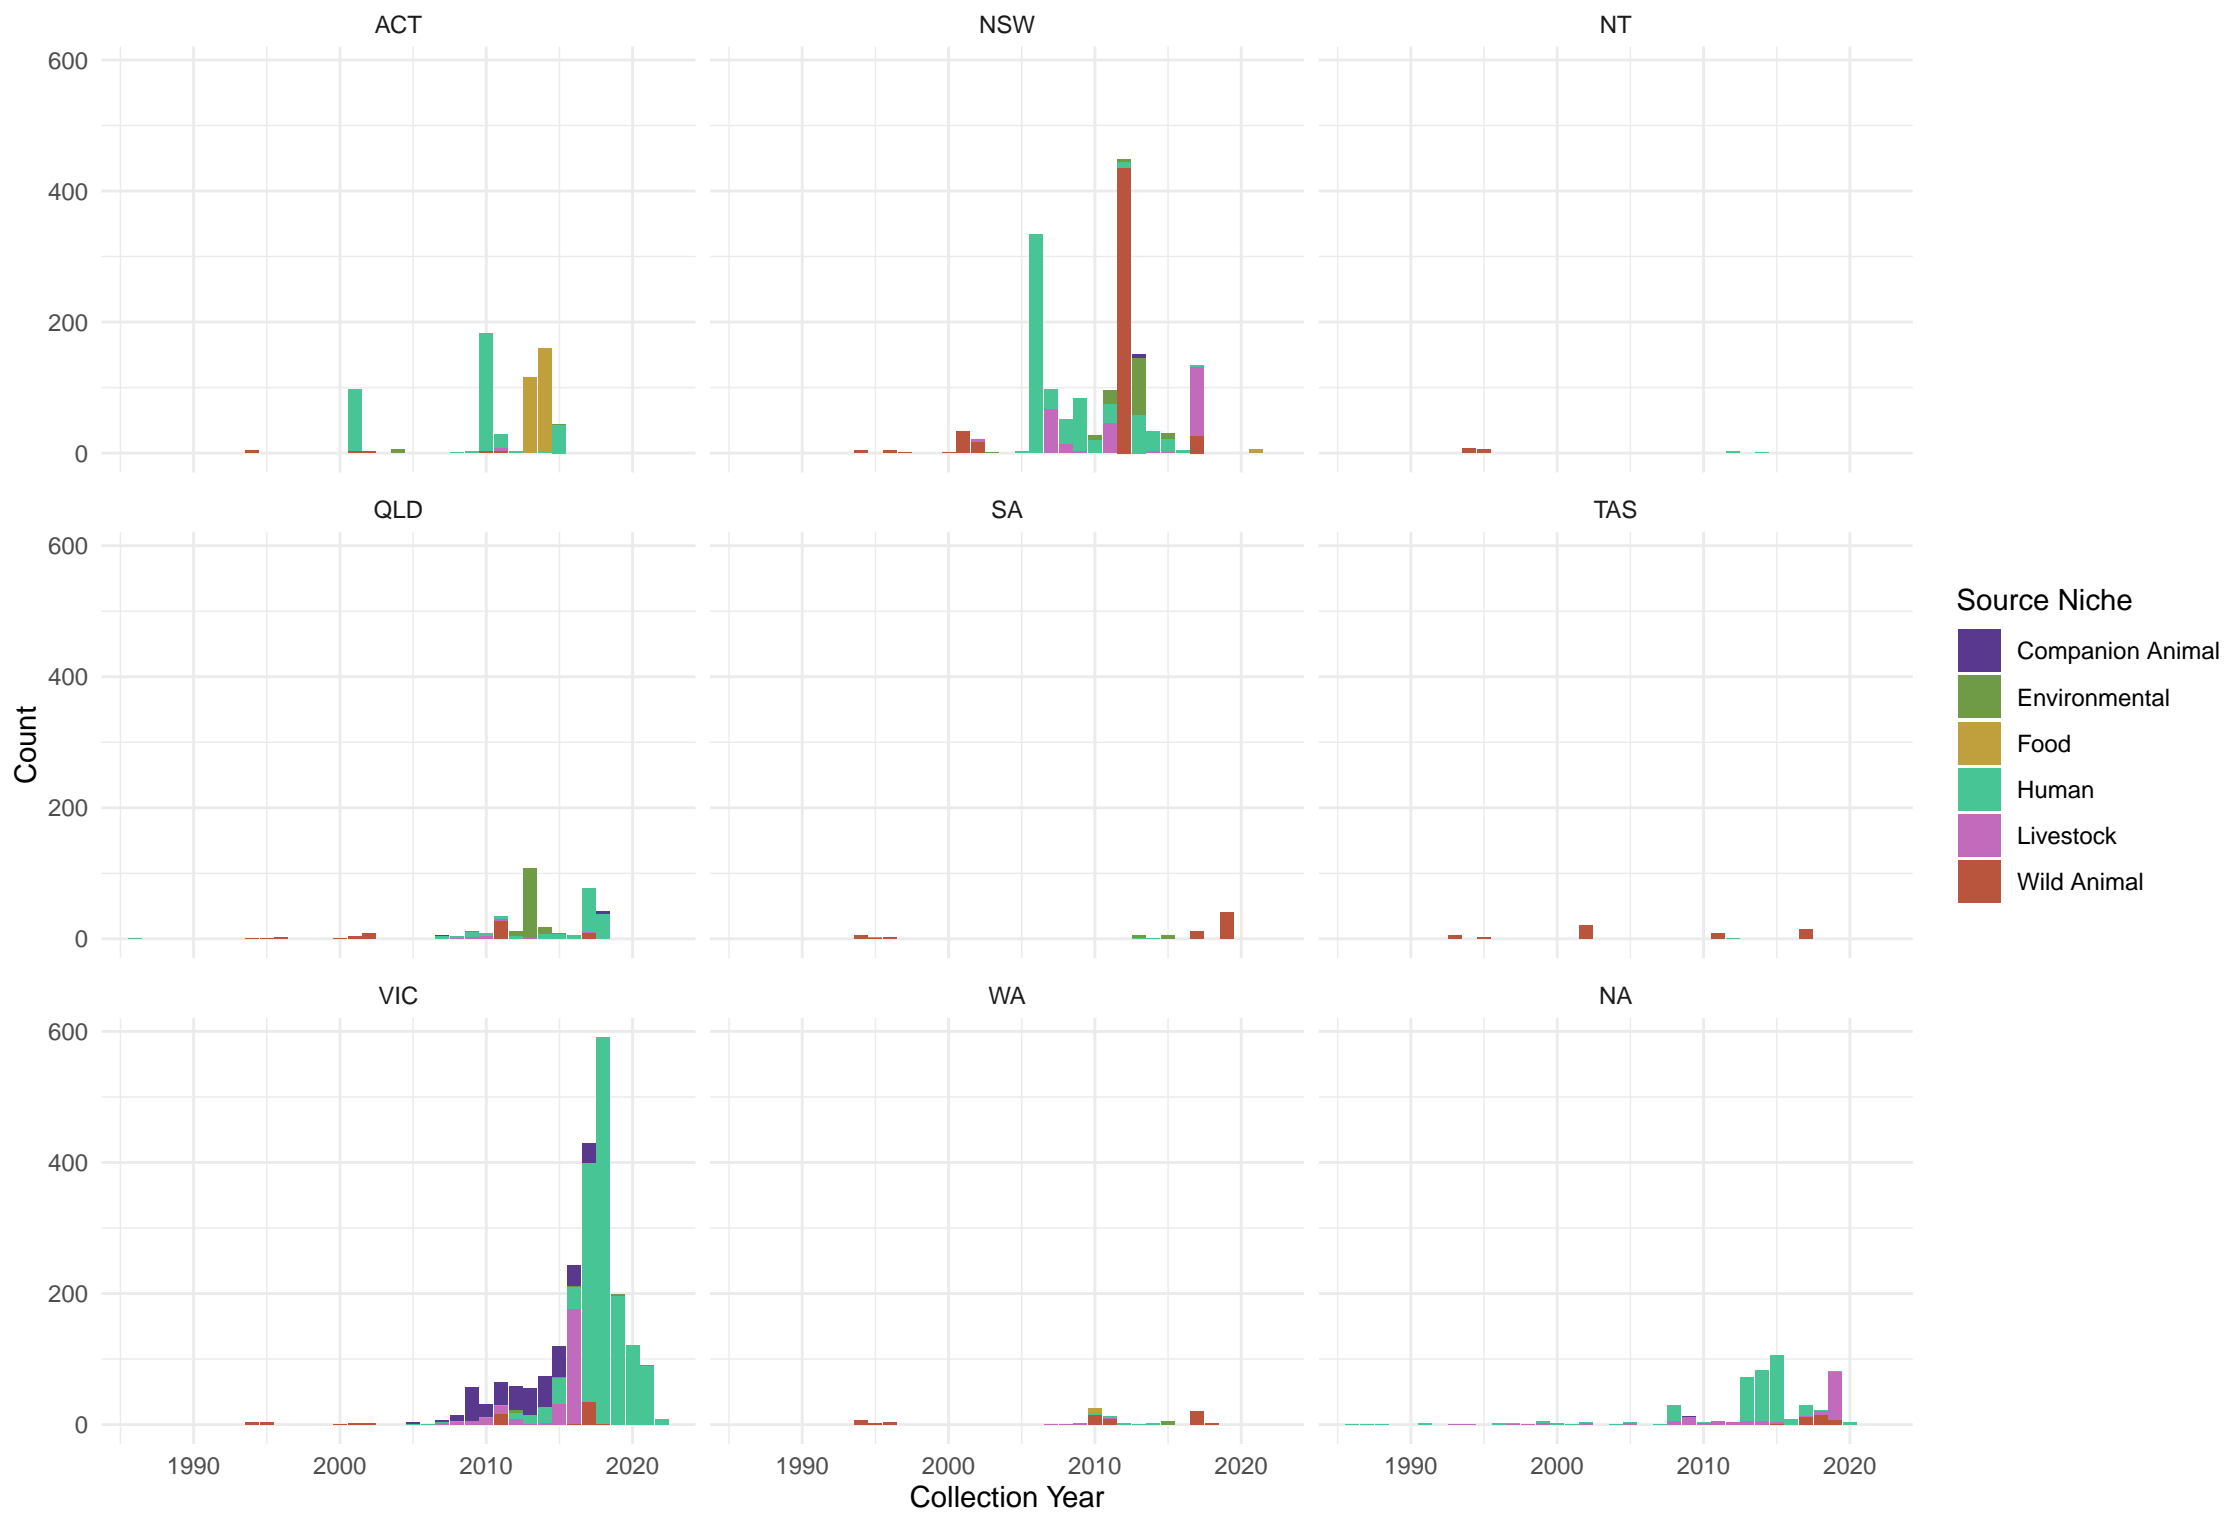 ACT
NSW
NT
600
400
200
0
QLD
SA
TAS
600
400
200
0
VIC
WA
NA
600
400
200
0
1990
2000
2010
2020
1990
2000
2010
2020
1990
2000
2010
2020
Collection Year
Count
Source Niche
Companion Animal
Environmental
Food
Human
Livestock
Wild Animal